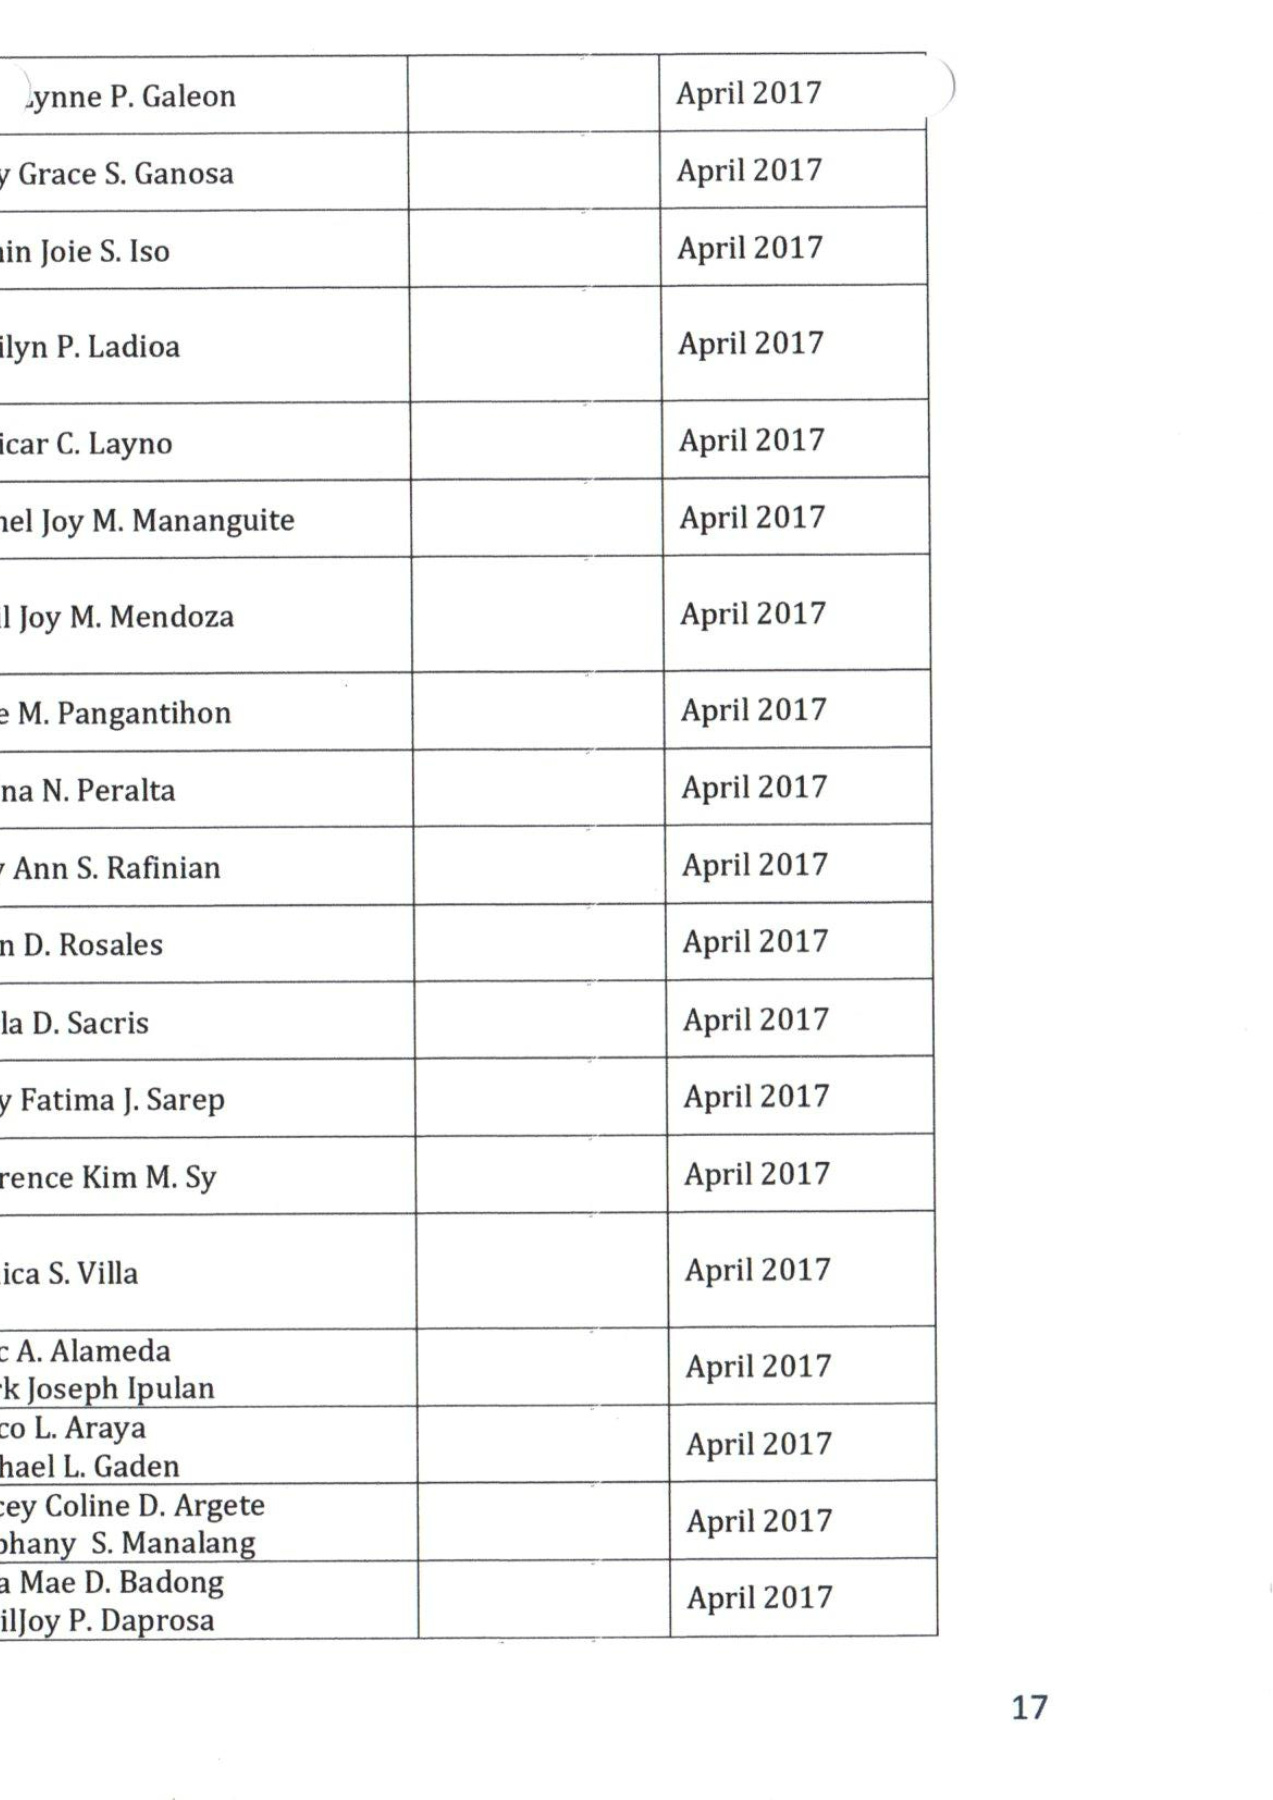 Lynne P. Galeon April 2017
y Grace S. Ganosa April 2017
in Joie S. Iso April 2017
ilyn P. Ladioa April 2017
icar C. Layno April 2017
nel Joy M. Mananguite April 2017
l Joy M. Mendoza April 2017
e M. Pangantihon April 2017
na N. Peralta April 2017
Ann S. Rafinian April 2017
n D. Rosales April 2017
la D. Sacris April 2017
y Fatima J. Sarep April 2017
rence Kim M. Sy April 2017
ica S. Villa April 2017
c A. Alameda
rk Joseph Ipulan
April 2017
co L. Araya
hael L. Gaden
April 2017
cey Coline D. Argete
phany S. Manalang
April 2017
a Mae D. Badong
ilJoy P. Daprosa
April 2017
17